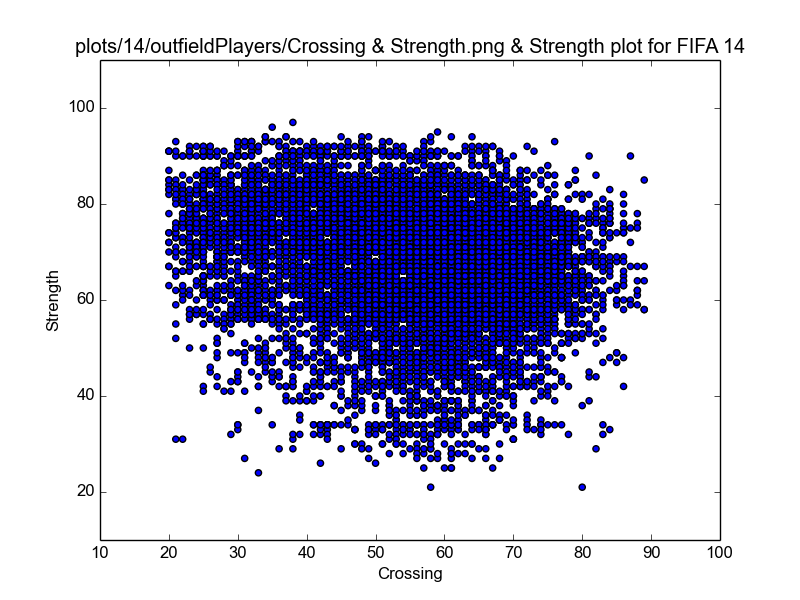 plots/14/outfieldPlayers/Crossing & Strength.png & Strength plot for FIFA 14
100
80
60
40
20
Strength
10 20 30 40 50 60 70 80 90 100
Crossing